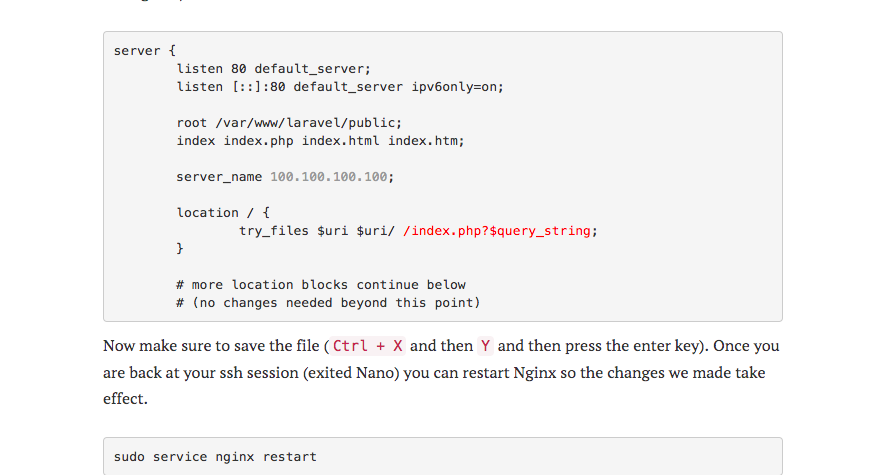 server {
listen 80 default_server;
listen [::]:80 default_server ipv6only=on;
root /var/www/laravel/public;
index index.php index.html index.htm;
server_name 100.100.100.100;
location / {
try_files $uri $uri/ /index.php?$query_string;
}
# more location blocks continue below
# (no changes needed beyond this point)
Now make sure to save the file ( Ctrl + X and then Y and then press the enter key). Once you
are back at your ssh session (exited Nano) you can restart Nginx so the changes we made take
effect.
sudo service nginx restart